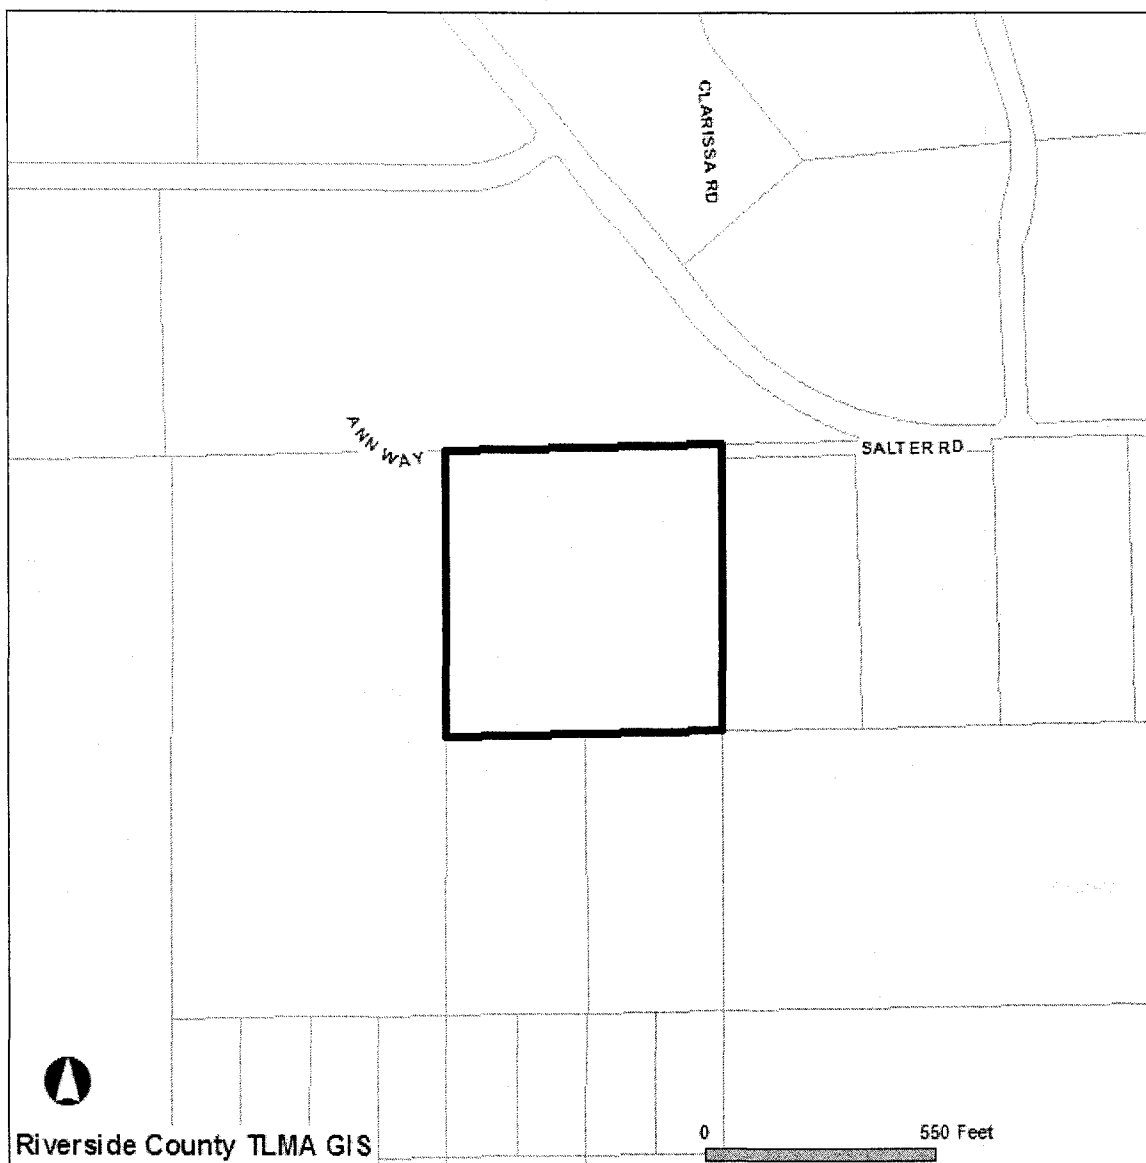 CLARISSA RD
ANN WAY
SALTER RD
Riverside County TLMA GIS
0 550 Feet